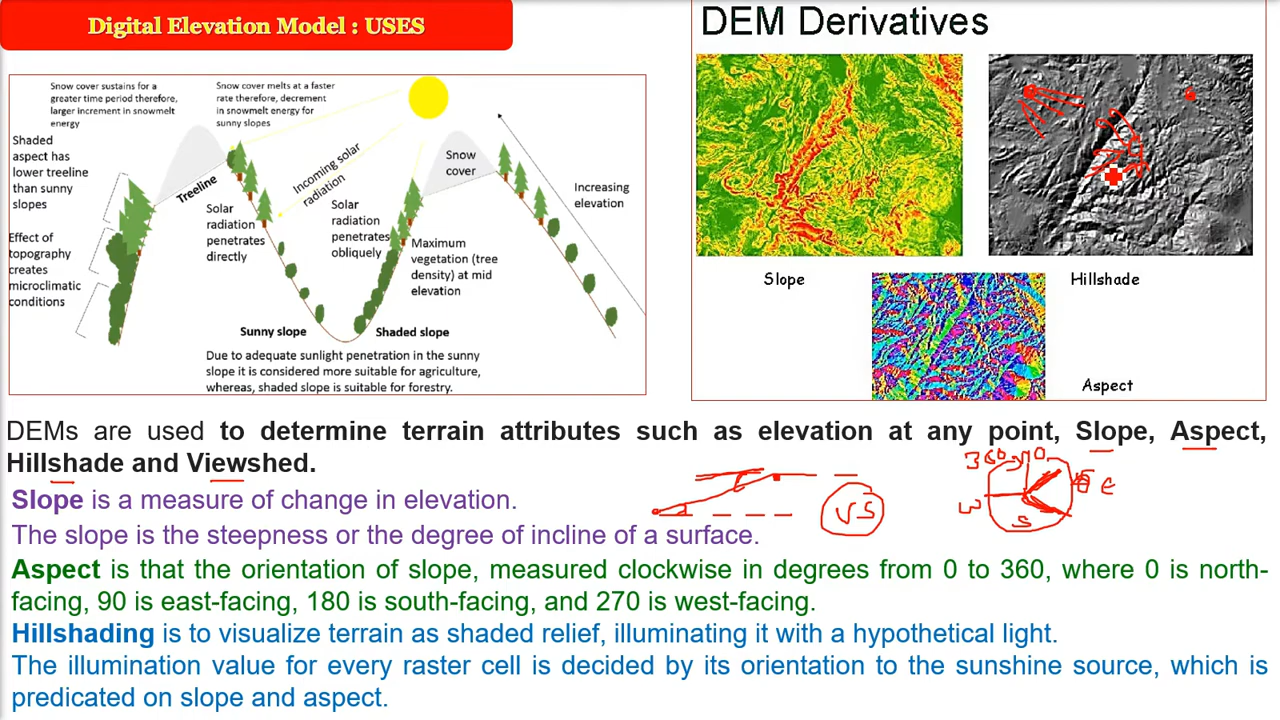 Digital Elevation Model : USES
Snow cover sustains for a
greater time period therefore,
larger increment in snowmelt
energy
Snow cover melts at a faster
rate therefore, decrement
in snowmelt energy for
sunny slopes
Shaded
aspect has
lower treeline
than sunny
slopes
Effect of
topography
creates
microclimatic
conditions
Treeline
Solar
radiation
penetrates
directly
Incoming solar
radiation
Solar
radiation
penetrates
obliquely
Snow
cover
Maximum
vegetation (tree
density) at mid
elevation
Increasing
elevation
Sunny slope
Shaded slope
Due to adequate sunlight penetration in the sunny
slope it is considered more suitable for agriculture,
whereas, shaded slope is suitable for forestry.
DEM Derivatives
Slope
Hillshade
Aspect
DEMs are used to determine terrain attributes such as elevation at any point, Slope, Aspect,
Hillshade and Viewshed.
Slope is a measure of change in elevation.
The slope is the steepness or the degree of incline of a surface.
VS
360
W
E
S
Aspect is that the orientation of slope, measured clockwise in degrees from 0 to 360, where 0 is north-
facing, 90 is east-facing, 180 is south-facing, and 270 is west-facing.
Hillshading is to visualize terrain as shaded relief, illuminating it with a hypothetical light.
The illumination value for every raster cell is decided by its orientation to the sunshine source, which is
predicated on slope and aspect.